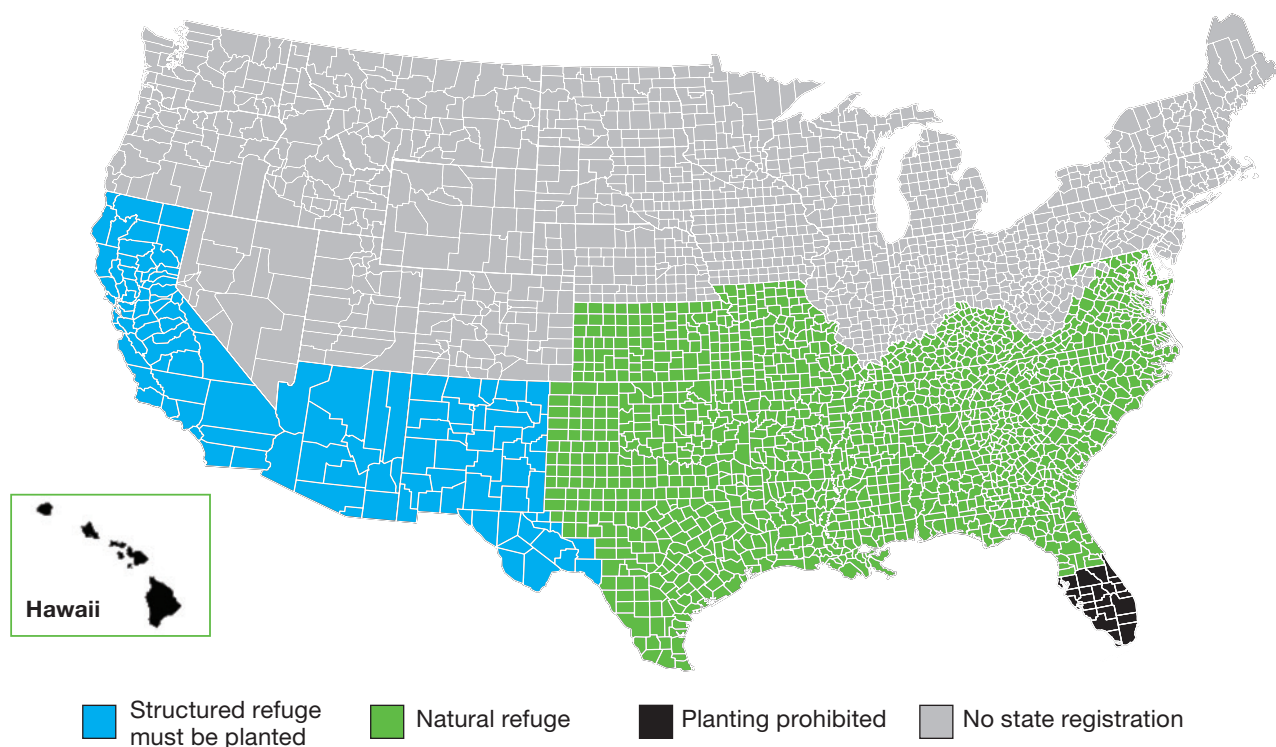 Hawaii
Structured refuge
must be planted
Natural refuge
Planting prohibited
No state registration